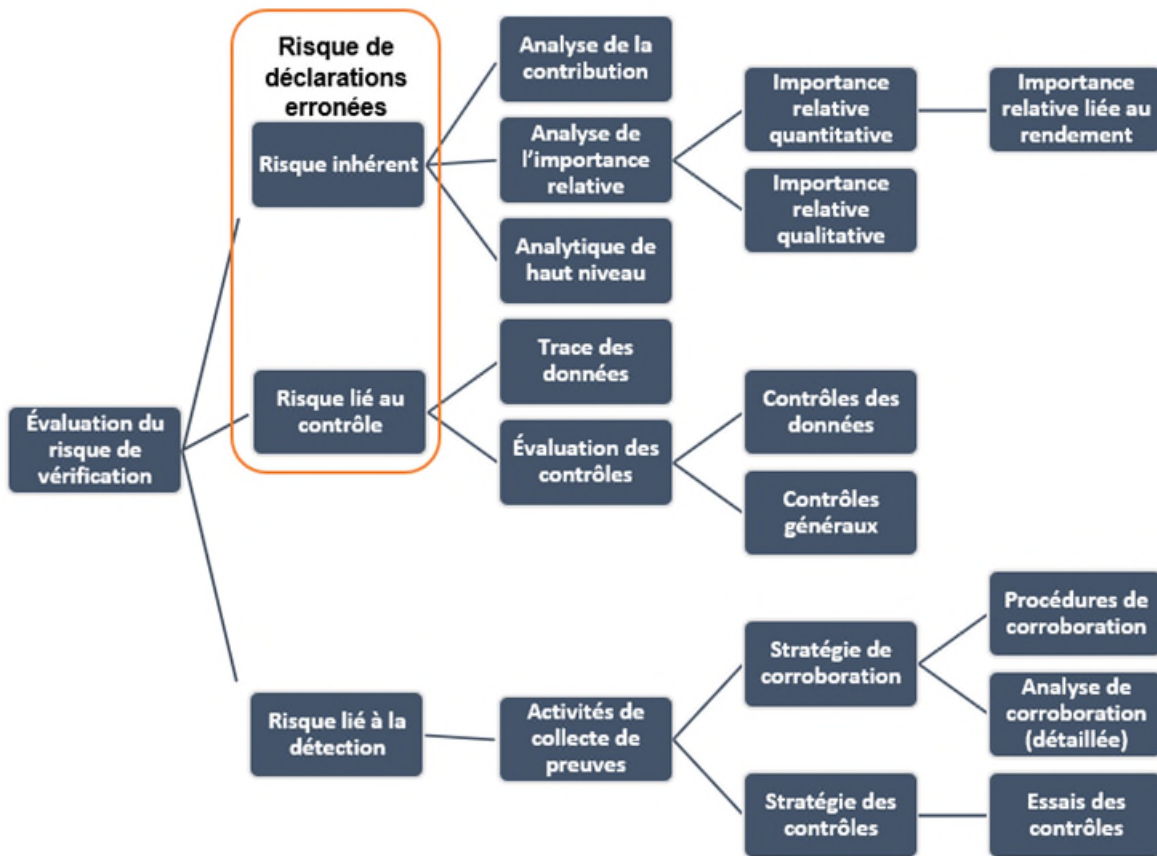 Risque de
déclarations
erronées
Risque inhérent
Analyse de la
contribution
Analyse de
l'importance
relative
Analytique de
haut niveau
Importance
relative
quantitative
Importance
relative liée au
rendement
Importance
relative
qualitative
Évaluation du
risque de
vérification
Risque lié au
contrôle
Trace des
données
Évaluation des
contrôles
Contrôles des
données
Contrôles
généraux
Risque lié à la
détection
Activités de
collecte de
preuves
Stratégie de
corroboration
Procédures de
corroboration
Analyse de
corroboration
(détaillée)
Stratégie des
contrôles
Essais des
contrôles